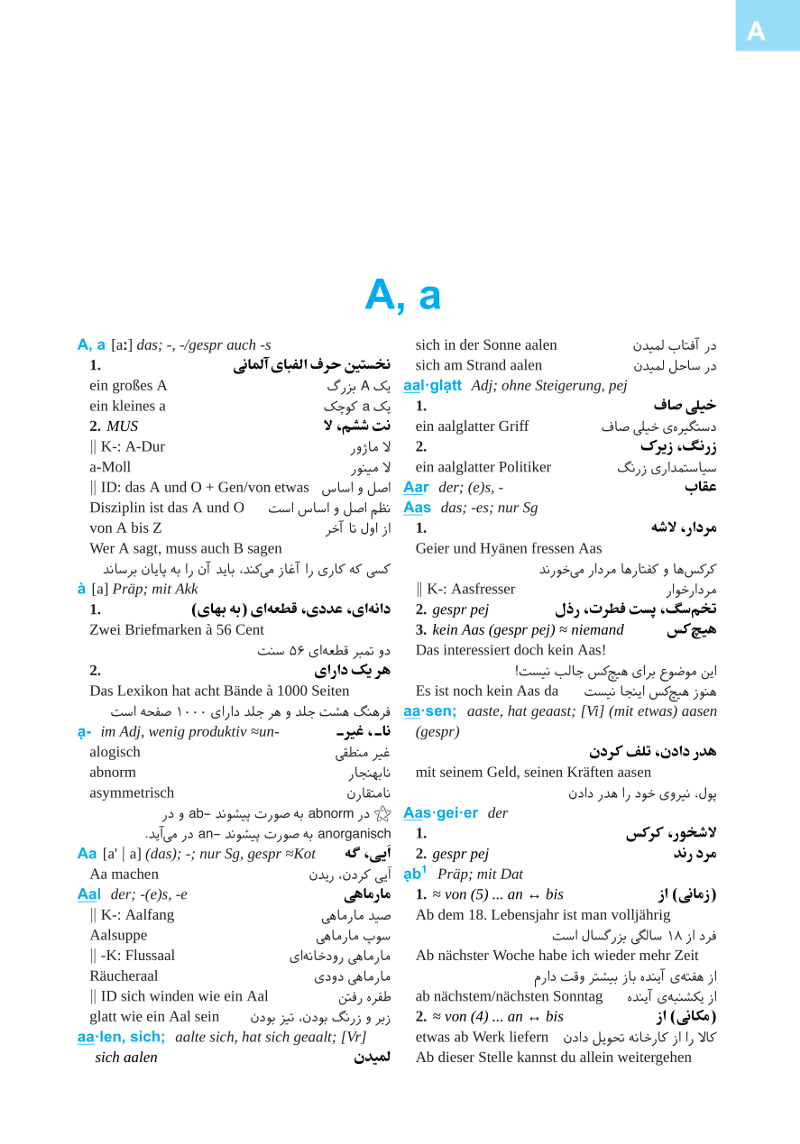 A
A, a
A, a [a:] das; -, -/gespr auch -s
1. نخستین حرف الفبای آلمانی
ein großes A یک A بزرگ
ein kleines a یک a کوچک
2. MUS نت ششم، لا
|| K-: A-Dur لا ماژور
a-Moll لا مینور
|| ID: das A und O + Gen/von etwas اصل و اساس
Disziplin ist das A und O نظم اصل و اساس است
von A bis Z از اول تا آخر
Wer A sagt, muss auch B sagen
کسی که کاری را آغاز می‌کند، باید آن را به پایان برساند
à [a] Präp; mit Akk
1. دانه‌ای، عددی، قطعه‌ای (به بهای)
Zwei Briefmarken à 56 Cent
دو تمبر قطعه‌ای ۵۶ سنت
2. هر یک دارای
Das Lexikon hat acht Bände à 1000 Seiten
فرهنگ هشت جلد و هر جلد دارای ۱۰۰۰ صفحه است
ạ- im Adj, wenig produktiv ≈un- نا-، غیر-
alogisch غیر منطقی
abnorm نابهنجار
asymmetrisch نامتقارن
☆ در abnorm به صورت پیشوند ab- و در
anorganisch به صورت پیشوند an- در می‌آید.
Aa [a' | a] (das); -; nur Sg, gespr ≈Kot اَیی، گه
Aa machen اَیی کردن، ریدن
Aal der; -(e)s, -e مارماهی
|| K-: Aalfang صید مارماهی
Aalsuppe سوپ مارماهی
|| -K: Flussaal مارماهی رودخانه‌ای
Räucheraal مارماهی دودی
|| ID sich winden wie ein Aal طفره رفتن
glatt wie ein Aal sein زبر و زرنگ بودن، تیز بودن
aa·len, sich; aalte sich, hat sich geaalt; [Vr]
sich aalen لمیدن
sich in der Sonne aalen در آفتاب لمیدن
sich am Strand aalen در ساحل لمیدن
aal·glạtt Adj; ohne Steigerung, pej
1. خیلی صاف
ein aalglatter Griff دستگیره‌ی خیلی صاف
2. زرنگ، زیرک
ein aalglatter Politiker سیاستمداری زرنگ
Aar der; (e)s, - عقاب
Aas das; -es; nur Sg
1. مردار، لاشه
Geier und Hyänen fressen Aas
کرکس‌ها و کفتارها مردار می‌خورند
|| K-: Aasfresser مردارخوار
2. gespr pej تخم‌سگ، پست فطرت، رذل
3. kein Aas (gespr pej) ≈ niemand هیچ‌کس
Das interessiert doch kein Aas!
این موضوع برای هیچ‌کس جالب نیست!
Es ist noch kein Aas da هنوز هیچ‌کس اینجا نیست
aa·sen; aaste, hat geaast; [Vi] (mit etwas) aasen
(gespr)
هدر دادن، تلف کردن
mit seinem Geld, seinen Kräften aasen
پول، نیروی خود را هدر دادن
Aas·gei·er der
1. لاشخور، کرکس
2. gespr pej مرد رند
ạb¹ Präp; mit Dat
1. ≈ von (5) ... an ↔ bis (زمانی) از
Ab dem 18. Lebensjahr ist man volljährig
فرد از ۱۸ سالگی بزرگسال است
Ab nächster Woche habe ich wieder mehr Zeit
از هفته‌ی آینده باز بیشتر وقت دارم
ab nächstem/nächsten Sonntag از یکشنبه‌ی آینده
2. ≈ von (4) ... an ↔ bis (مکانی) از
etwas ab Werk liefern کالا را از کارخانه تحویل دادن
Ab dieser Stelle kannst du allein weitergehen